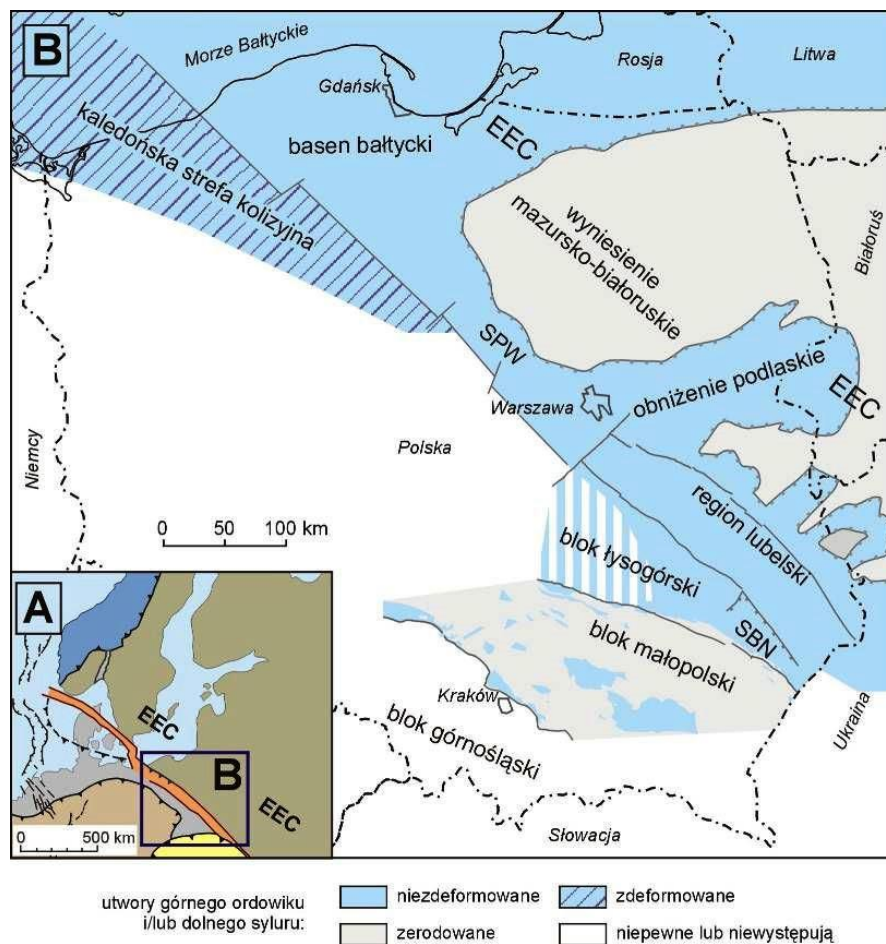 B
Morze Bałtyckie
Gdańsk
Rosja
Litwa
EEC
basen bałtycki
kaledońska strefa kolizyjna
wyniesienie
mazursko-białoruskie
Białoruś
SPW
obniżenie podlaskie
EEC
Warszawa
Niemcy
Polska
0 50 100 km
region lubelski
blok łysogórski
SBN
blok małopolski
Kraków
blok górnośląski
Ukraina
Słowacja
A
EEC
B
EEC
0 500 km
utwory górnego ordowiku
i/lub dolnego syluru:
niezdeformowane
zdeformowane
zerodowane
niepewne lub niewystępują